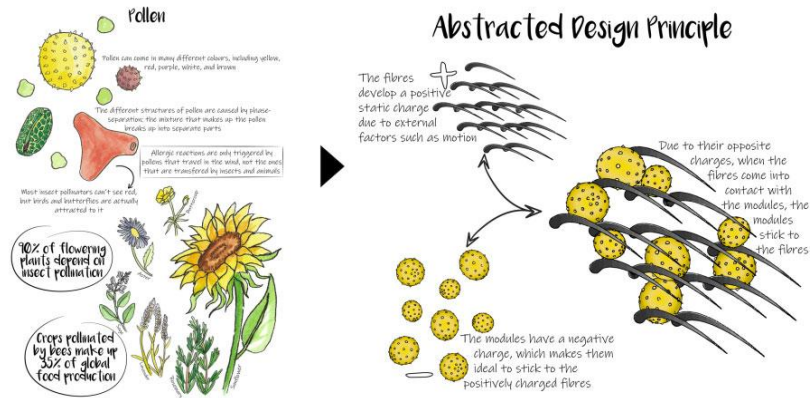 Pollen
Pollen can come in many different colours, including yellow,
red, purple, white, and brown
The different structures of pollen are caused by phase-
separation; the mixture that makes up the pollen
breaks up into separate parts
Allergic reactions are only triggered by
pollens that travel in the wind, not the ones
that are transfered by insects and animals
Most insect pollinators can't see red,
but birds and butterflies are actually
attracted to it
90% of flowering
plants depend on
insect pollination
Crops pollinated
by bees make up
35% of global
food production
Rosemary
Sunflower
Abstracted Design Principle
The fibres
develop a positive
static charge
due to external
factors such as motion
Due to their opposite
charges, when the
fibres come into
contact with
the modules, the
modules
stick to
the fibres
The modules have a negative
charge, which makes them
ideal to stick to the
positively charged fibres